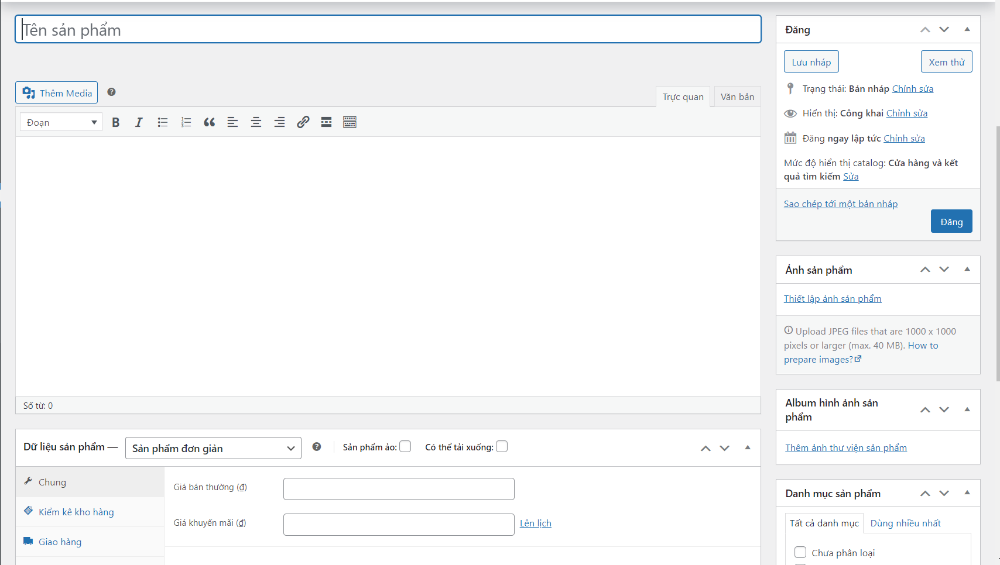 Tên sản phẩm
Thêm Media
Trực quan
Văn bản
Đoạn
Số từ: 0
Dữ liệu sản phẩm —
Sản phẩm đơn giản
Sản phẩm ảo:
Có thể tải xuống:
Chung
Kiểm kê kho hàng
Giao hàng
Giá bán thường (₫)
Giá khuyến mãi (₫)
Lên lịch
Đăng
Lưu nháp
Xem thử
Trạng thái: Bản nháp Chỉnh sửa
Hiển thị: Công khai Chỉnh sửa
Đăng ngay lập tức Chỉnh sửa
Mức độ hiển thị catalog: Cửa hàng và kết
quả tìm kiếm Sửa
Sao chép tới một bản nháp
Đăng
Ảnh sản phẩm
Thiết lập ảnh sản phẩm
Upload JPEG files that are 1000 x 1000
pixels or larger (max. 40 MB). How to
prepare images?
Album hình ảnh sản
phẩm
Thêm ảnh thư viện sản phẩm
Danh mục sản phẩm
Tất cả danh mục
Dùng nhiều nhất
Chưa phân loại